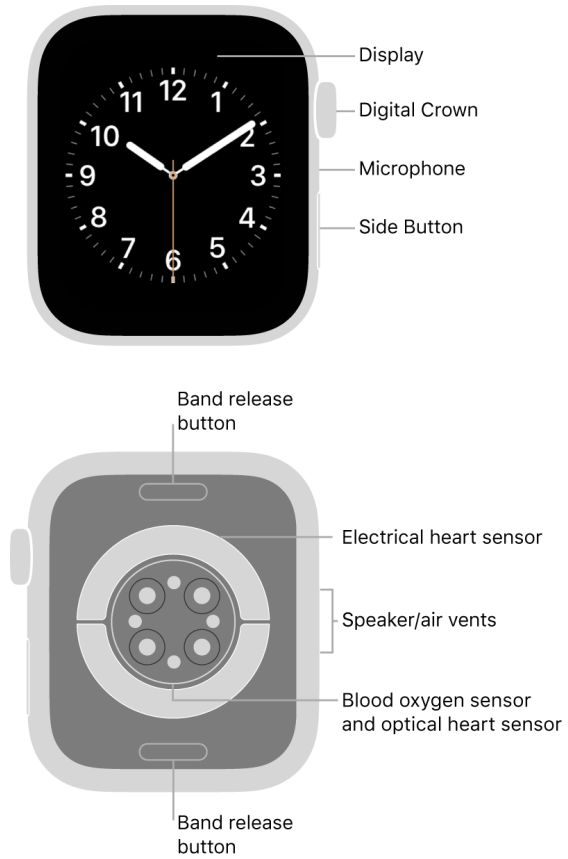 Display
12
11
1
10
2
9
3
8
4
7
5
6
Digital Crown
Microphone
Side Button
Band release
button
Electrical heart sensor
Speaker/air vents
Blood oxygen sensor
and optical heart sensor
Band release
button